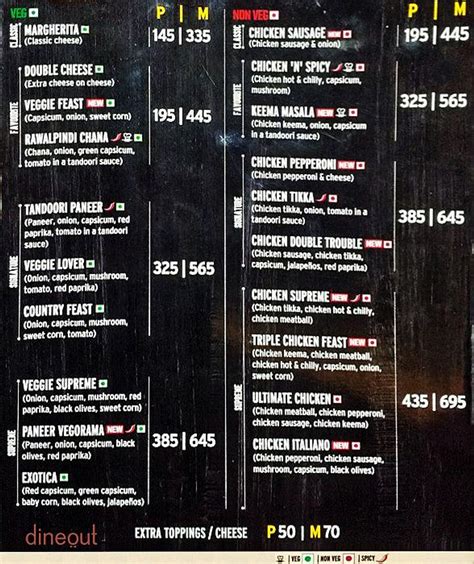 VEG P | M
CLASSIC
MARGHERITA 145 | 335
(Classic cheese)
FAVOURITE
DOUBLE CHEESE
(Extra cheese on cheese)
VEGGIE FEAST NEW
(Capsicum, onion, sweet corn)
195 | 445
RAWALPINDI CHANA
(Chana, onion, green capsicum,
tomato in a tandoori sauce)
SIGNATURE
TANDOORI PANEER
(Paneer, onion, capsicum, red
paprika, tomato in a tandoori
sauce)
VEGGIE LOVER 325 | 565
(Onion, capsicum, mushroom,
tomato, red paprika)
COUNTRY FEAST
(Onion, capsicum, mushroom,
sweet corn, tomato)
SUPREME
VEGGIE SUPREME
(Onion, capsicum, mushroom, red
paprika, black olives, sweet corn)
PANEER VEGORAMA NEW 385 | 645
(Paneer, onion, capsicum, black
olives, red paprika)
EXOTICA
(Red capsicum, green capsicum,
baby corn, black olives, jalapeños)
NON VEG P | M
CLASSIC
CHICKEN SAUSAGE 195 | 445
(Chicken sausage & onion)
FAVOURITE
CHICKEN 'N' SPICY
(Chicken hot & chilly, capsicum,
mushroom)
325 | 565
KEEMA MASALA NEW
(Chicken keema, onion, capsicum
in a tandoori sauce)
SIGNATURE
CHICKEN PEPPERONI
(Chicken pepperoni & cheese)
CHICKEN TIKKA
(Chicken tikka, onion, tomato in a
tandoori sauce)
385 | 645
CHICKEN DOUBLE TROUBLE NEW
(Chicken sausage, chicken tikka,
capsicum, jalapeños, red paprika)
SUPREME
CHICKEN SUPREME NEW
(Chicken tikka, chicken hot & chilly,
chicken meatball)
TRIPLE CHICKEN FEAST NEW
(Chicken keema, chicken meatball,
chicken hot & chilly, capsicum, onion,
sweet corn)
ULTIMATE CHICKEN 435 | 695
(Chicken meatball, chicken pepperoni,
chicken sausage, chicken keema)
CHICKEN ITALIANO NEW
(Chicken pepperoni, chicken sausage,
mushroom, capsicum, black olives)
dineout
EXTRA TOPPINGS / CHEESE P 50 | M 70
| VEG | NON VEG | SPICY